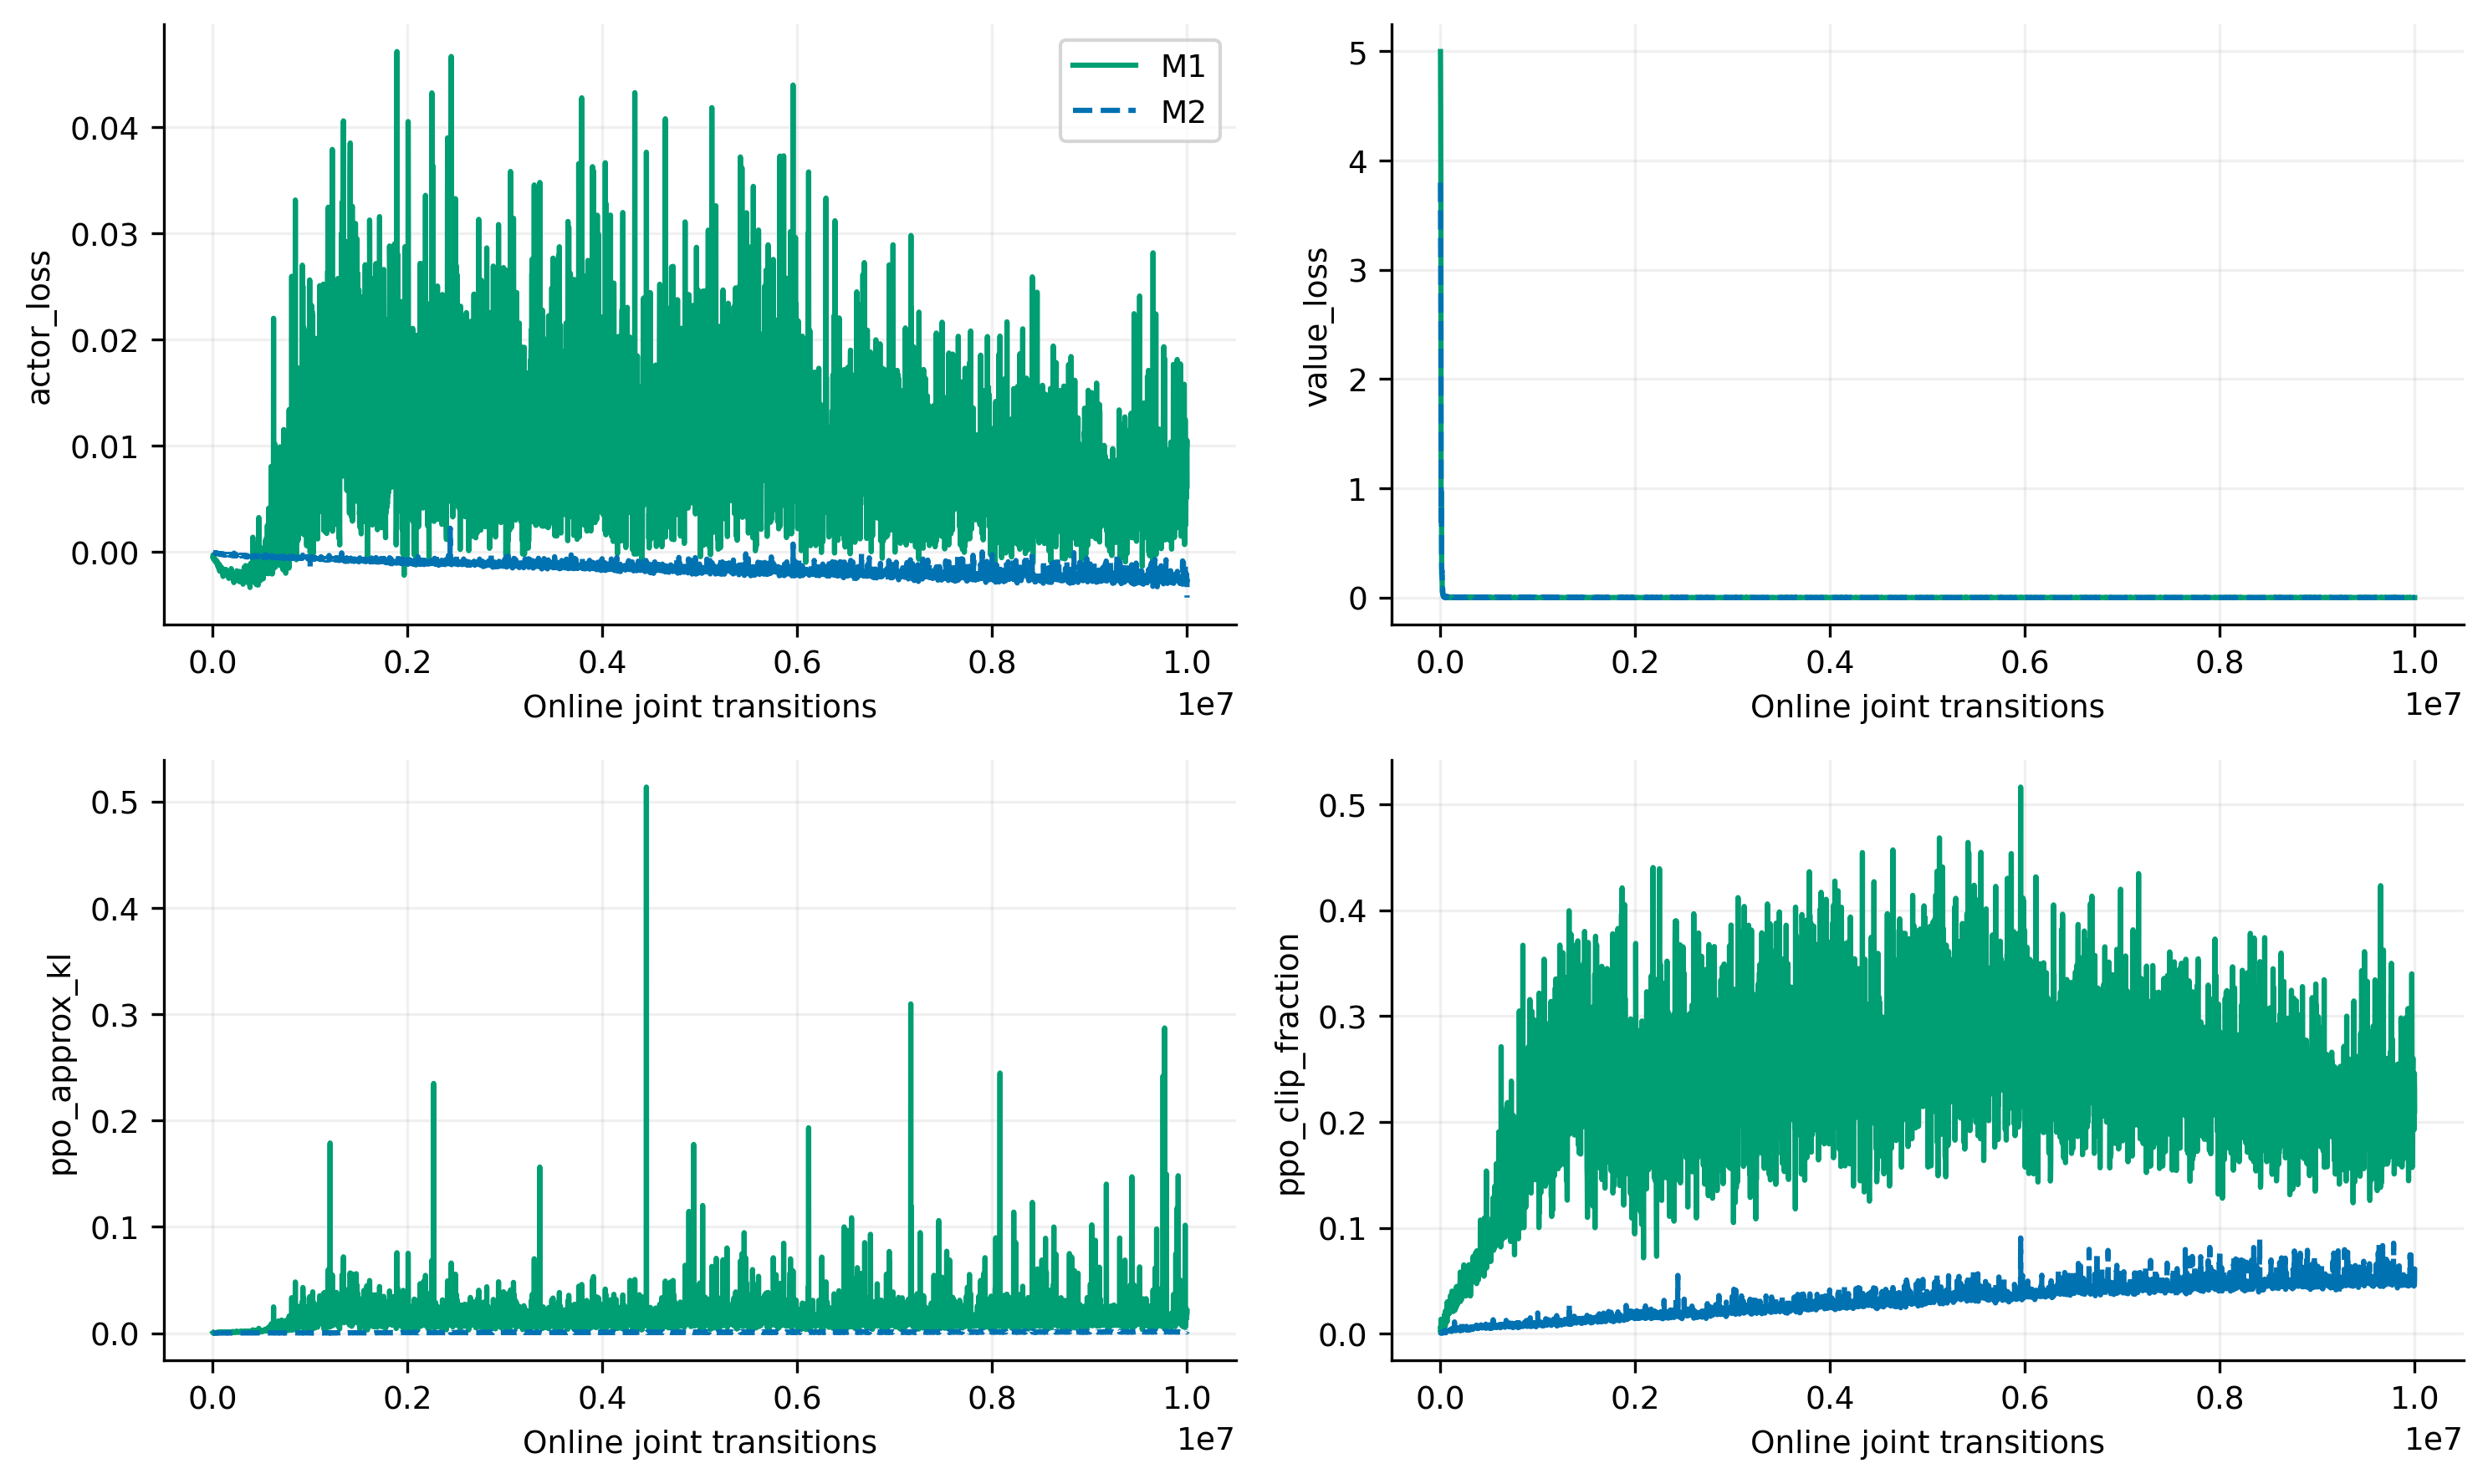 actor_loss
0.04
0.03
0.02
0.01
0.00
M1
M2
0.0 0.2 0.4 0.6 0.8 1.0
Online joint transitions
1e7
value_loss
5
4
3
2
1
0
0.0 0.2 0.4 0.6 0.8 1.0
Online joint transitions
1e7
ppo_approx_kl
0.5
0.4
0.3
0.2
0.1
0.0
0.0 0.2 0.4 0.6 0.8 1.0
Online joint transitions
1e7
ppo_clip_fraction
0.5
0.4
0.3
0.2
0.1
0.0
0.0 0.2 0.4 0.6 0.8 1.0
Online joint transitions
1e7